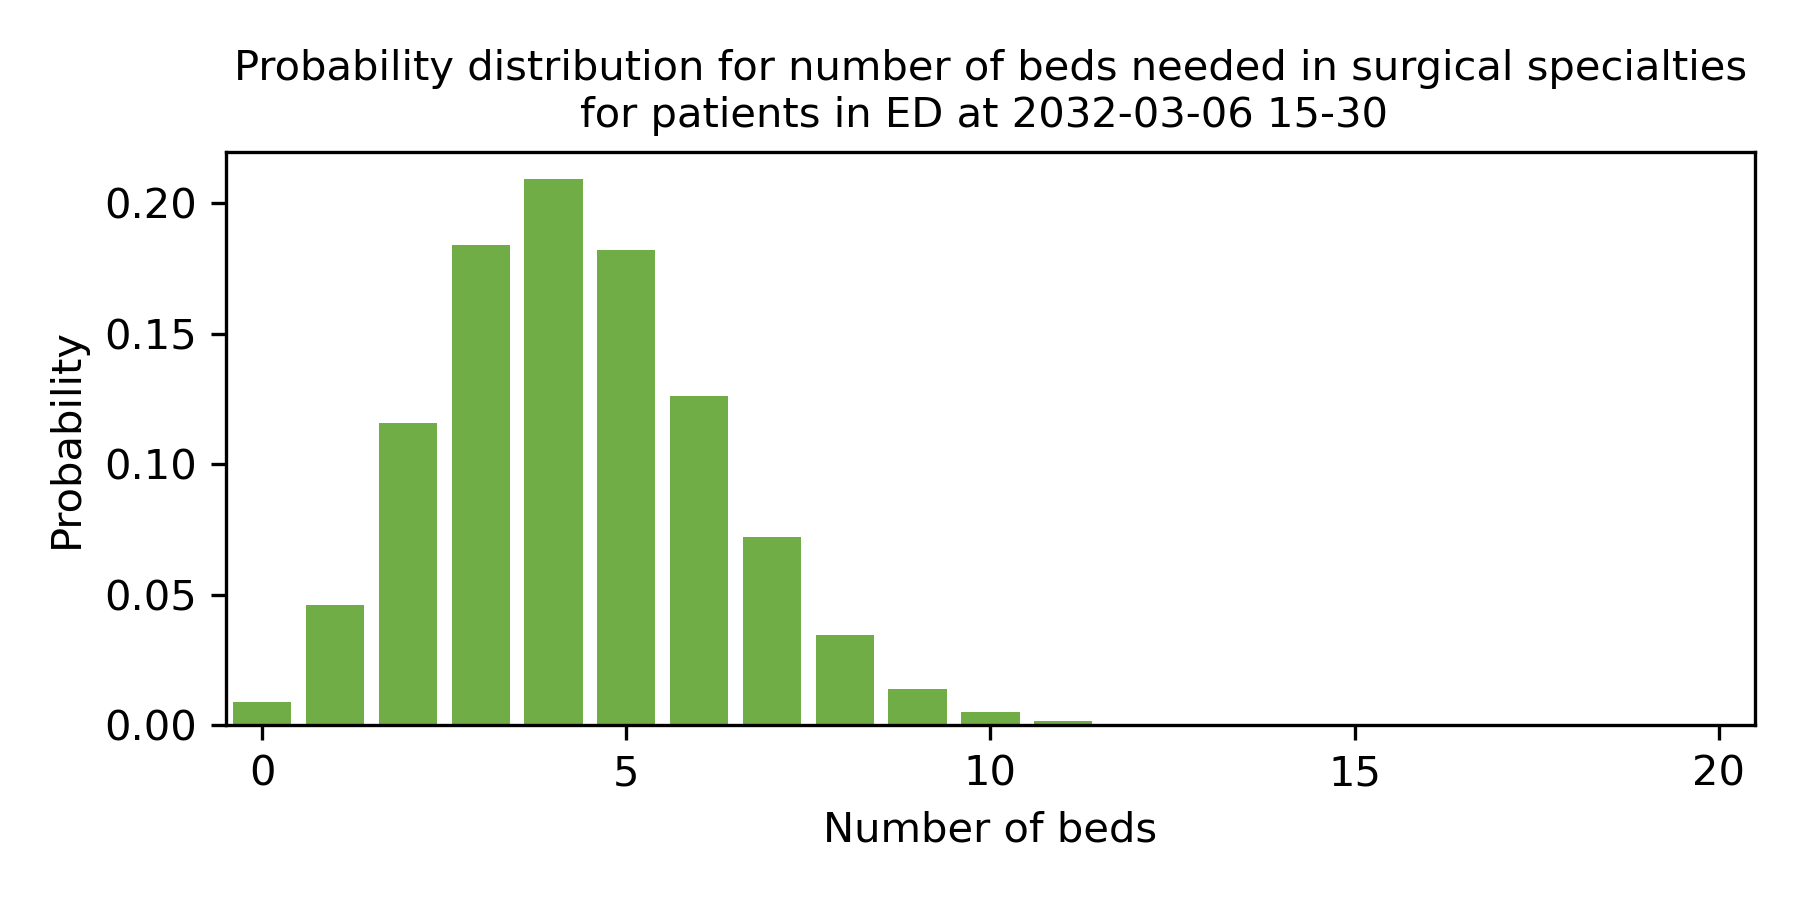 Probability distribution for number of beds needed in surgical specialties
for patients in ED at 2032-03-06 15-30
Probability
0.20
0.15
0.10
0.05
0.00
0 5 10 15 20
Number of beds